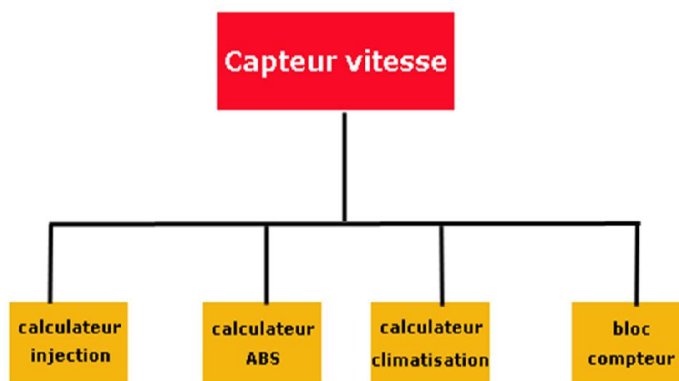 Capteur vitesse
calculateur
injection
calculateur
ABS
calculateur
climatisation
bloc
compteur